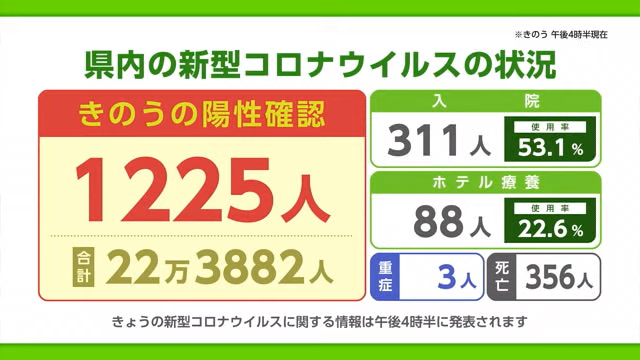 ※きのう 午後4時半現在
県内の新型コロナウイルスの状況
きのうの陽性確認
1225人
合計 22万3882人
入院
311人
使用率
53.1%
ホテル療養
88人
使用率
22.6%
重症 3人
死亡 356人
きょうの新型コロナウイルスに関する情報は午後4時半に発表されます